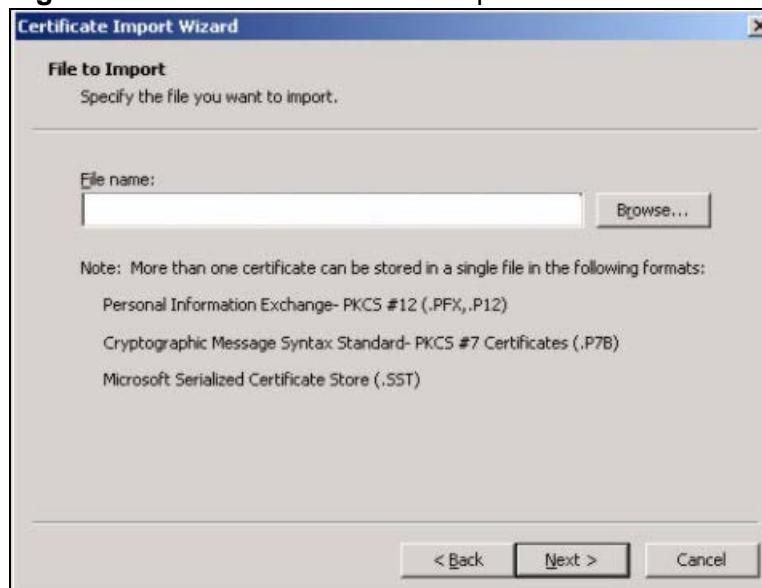 Certificate Import Wizard
File to Import
Specify the file you want to import.
File name:
Browse...
Note: More than one certificate can be stored in a single file in the following formats:
Personal Information Exchange- PKCS #12 (.PFX,.P12)
Cryptographic Message Syntax Standard- PKCS #7 Certificates (.P7B)
Microsoft Serialized Certificate Store (.SST)
< Back Next > Cancel